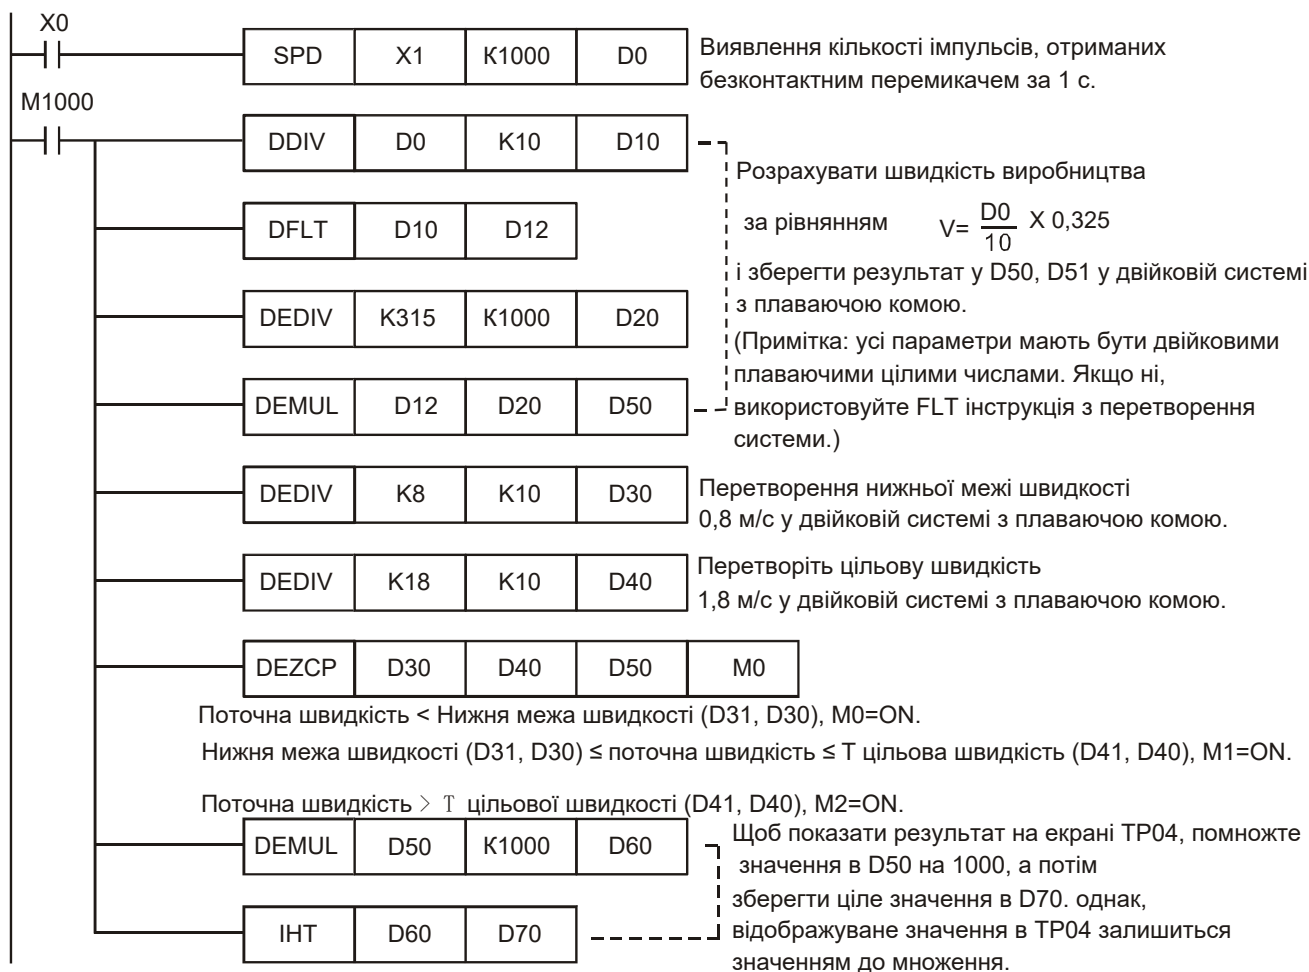 X0
SPD X1 К1000 D0
Виявлення кількості імпульсів, отриманих
безконтактним перемикачем за 1 с.
M1000
DDIV D0 K10 D10
Розрахувати швидкість виробництва
DFLT D10 D12
за рівнянням V= D0/10 X 0,325
і зберегти результат у D50, D51 у двійковій системі
з плаваючою комою.
DEDIV K315 К1000 D20
(Примітка: усі параметри мають бути двійковими
плаваючими цілими числами. Якщо ні,
DEMUL D12 D20 D50
використовуйте FLT інструкція з перетворення
системи.)
DEDIV K8 K10 D30
Перетворення нижньої межі швидкості
0,8 м/с у двійковій системі з плаваючою комою.
DEDIV K18 K10 D40
Перетворіть цільову швидкість
1,8 м/с у двійковій системі з плаваючою комою.
DEZCP D30 D40 D50 M0
Поточна швидкість < Нижня межа швидкості (D31, D30), M0=ON.
Нижня межа швидкості (D31, D30) ≤ поточна швидкість ≤ T цільова швидкість (D41, D40), M1=ON.
Поточна швидкість > T цільової швидкості (D41, D40), M2=ON.
DEMUL D50 К1000 D60
Щоб показати результат на екрані TP04, помножте
значення в D50 на 1000, а потім
зберегти ціле значення в D70. однак,
IHT D60 D70
відображуване значення в TP04 залишиться
значенням до множення.